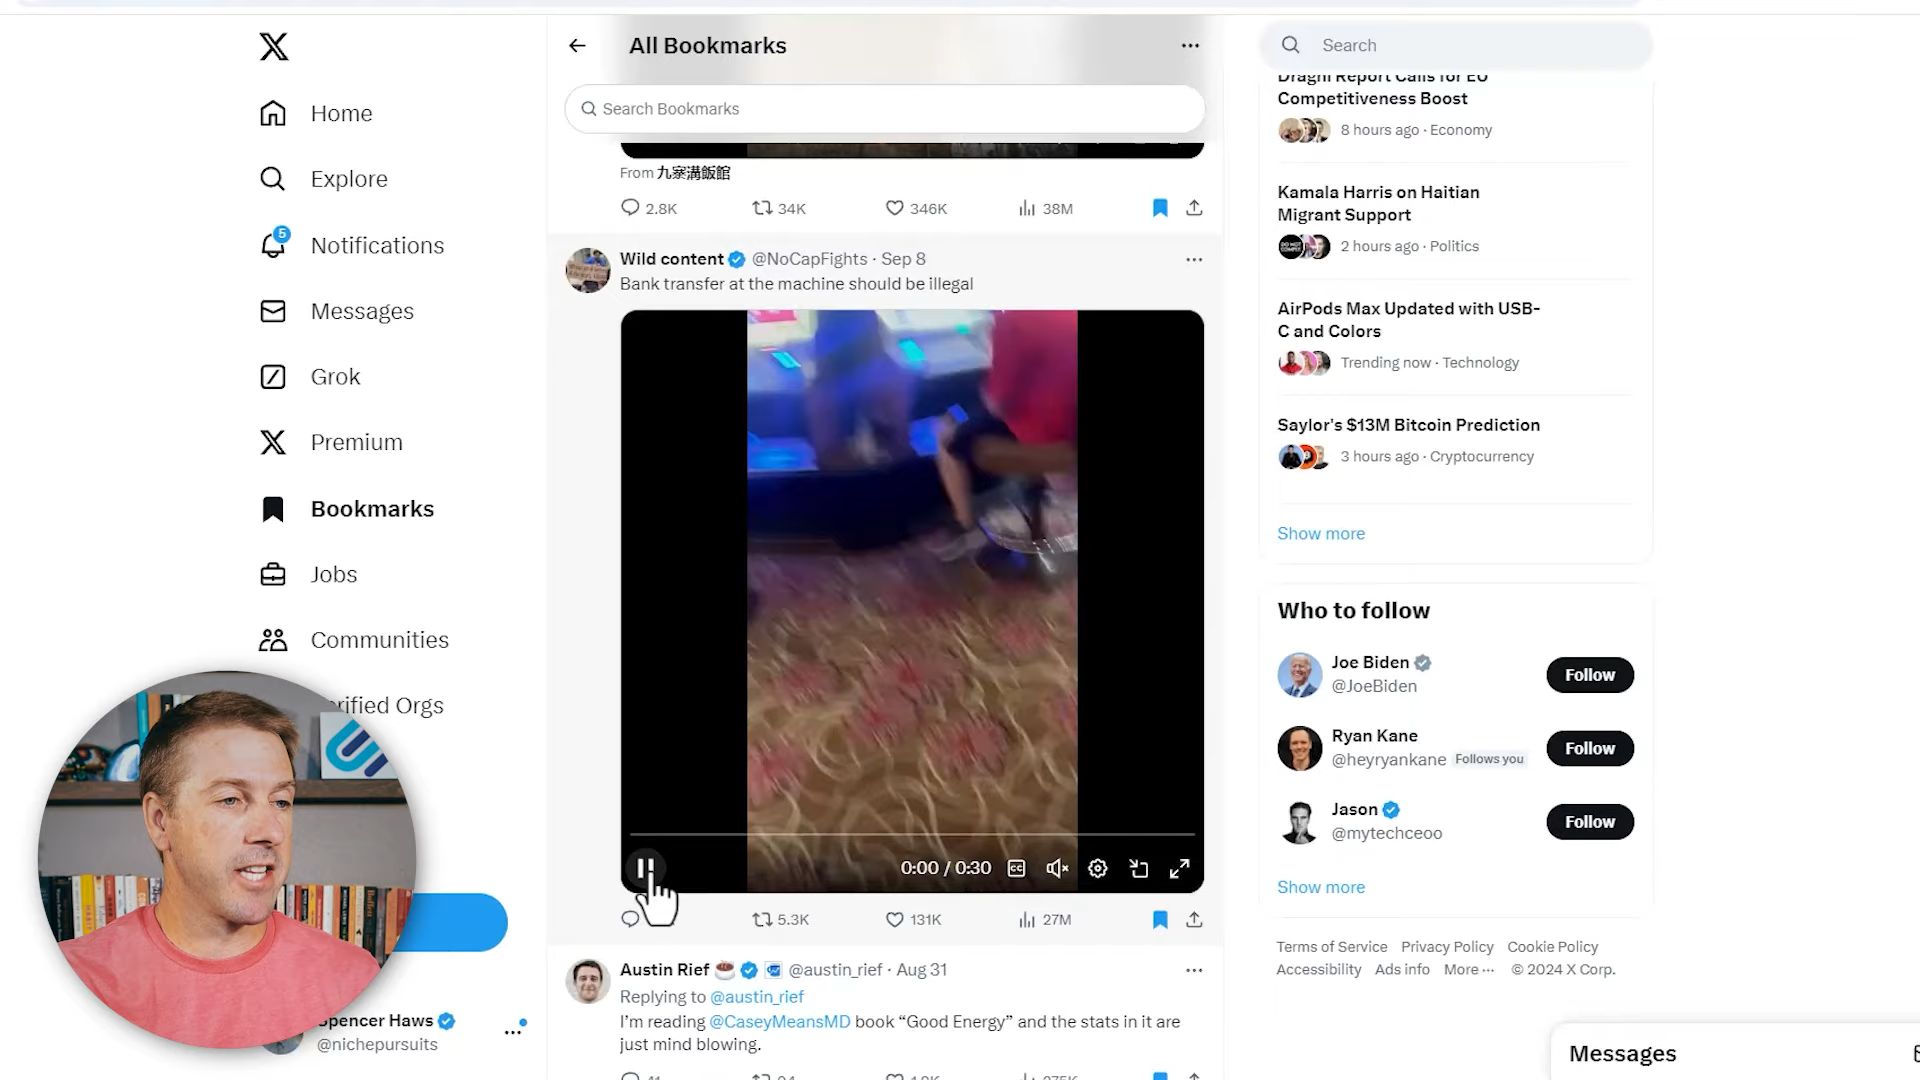 Home
Explore
5
Notifications
Messages
Grok
Premium
Bookmarks
Jobs
Communities
rified Orgs
Spencer Haws
@nichepursuits
All Bookmarks
Search Bookmarks
From 九寨溝飯館
2.8K 34K 346K 38M
Wild content @NoCapFights · Sep 8
Bank transfer at the machine should be illegal
0:00 / 0:30
CC
5.3K 131K 27M
Austin Rief @austin_rief · Aug 31
Replying to @austin_rief
I'm reading @CaseyMeansMD book “Good Energy” and the stats in it are
just mind blowing.
Search
Draghi Report Calls for EU
Competitiveness Boost
8 hours ago · Economy
Kamala Harris on Haitian
Migrant Support
2 hours ago · Politics
AirPods Max Updated with USB-
C and Colors
Trending now · Technology
Saylor's $13M Bitcoin Prediction
3 hours ago · Cryptocurrency
Show more
Who to follow
Joe Biden
@JoeBiden
Follow
Ryan Kane
@heyryankane Follows you
Follow
Jason
@mytechceoo
Follow
Show more
Terms of Service Privacy Policy Cookie Policy
Accessibility Ads info More ··· © 2024 X Corp.
Messages